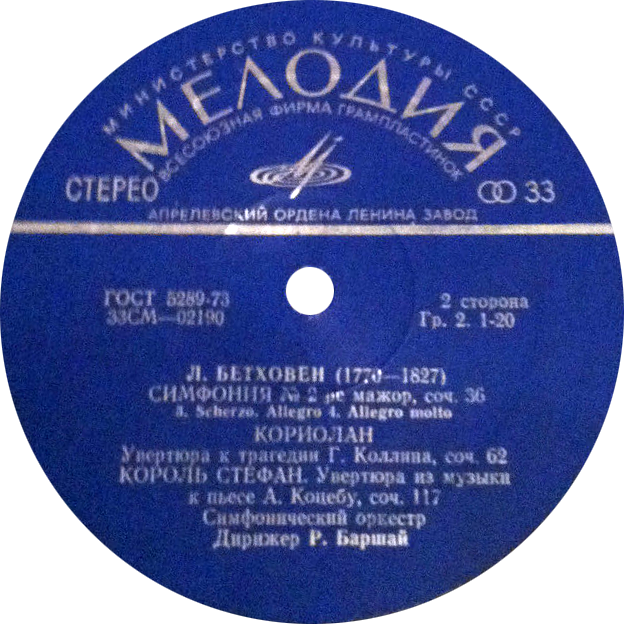 МИНИСТЕРСТВО КУЛЬТУРЫ СССР
МЕЛОДИЯ
ВСЕСОЮЗНАЯ ФИРМА ГРАМПЛАСТИНОК
СТЕРЕО
33
АПРЕЛЕВСКИЙ ОРДЕНА ЛЕНИНА ЗАВОД
ГОСТ 5289-73
2 сторона
33СМ—02190
Гр. 2. 1-20
Л. БЕТХОВЕН (1770—1827)
СИМФОНИЯ № 2 ре мажор, соч. 36
3. Scherzo. Allegro 4. Allegro molto
КОРИОЛАН
Увертюра к трагедии Г. Коллина, соч. 62
КОРОЛЬ СТЕФАН. Увертюра из музыки
к пьесе А. Коцебу, соч. 117
Симфонический оркестр
Дирижер Р. Баршай